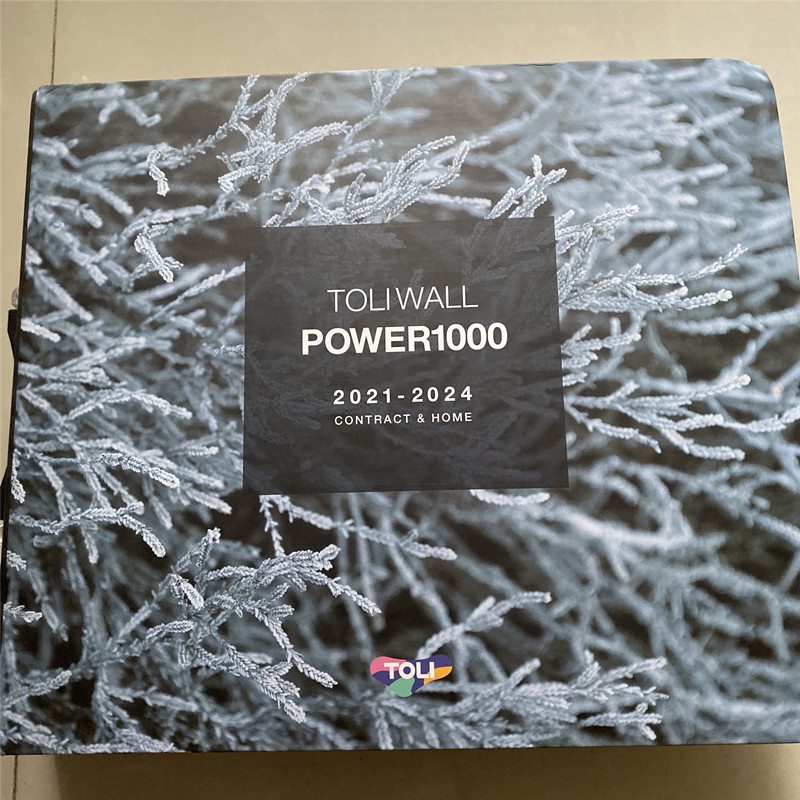 TOLI WALL
POWER1000
2021-2024
CONTRACT & HOME
TOLI